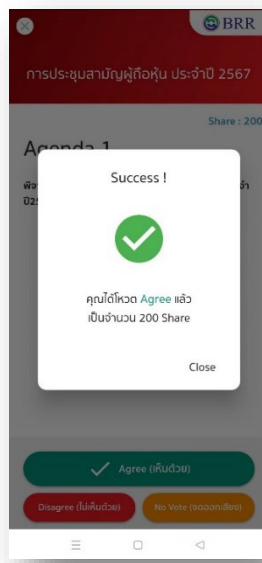 BRR
การประชุมสามัญผู้ถือหุ้น ประจำปี 2567
Share : 200
Agenda 1
Success !
คุณได้โหวต Agree แล้ว
เป็นจำนวน 200 Share
Close
Agree (เห็นด้วย)
Disagree (ไม่เห็นด้วย)
No Vote (งดออกเสียง)